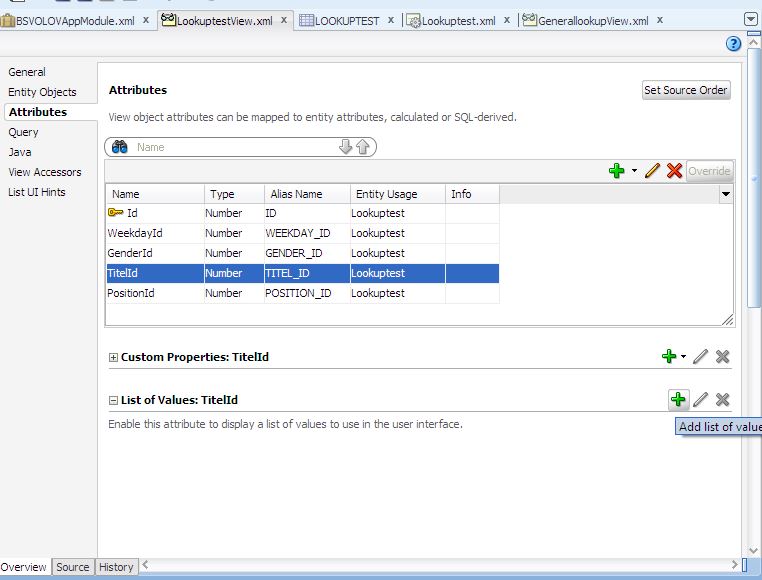 BSVOLOVAppModule.xml LookuptestView.xml LOOKUPTEST Lookuptest.xml GenerallookupView.xml
General
Entity Objects
Attributes
Query
Java
View Accessors
List UI Hints
Attributes
Set Source Order
View object attributes can be mapped to entity attributes, calculated or SQL-derived.
Name
Override
Name Type Alias Name Entity Usage Info
Id Number ID Lookuptest
WeekdayId Number WEEKDAY_ID Lookuptest
GenderId Number GENDER_ID Lookuptest
TitelId Number TITEL_ID Lookuptest
PositionId Number POSITION_ID Lookuptest
Custom Properties: TitelId
List of Values: TitelId
Enable this attribute to display a list of values to use in the user interface.
Add list of value
Overview Source History